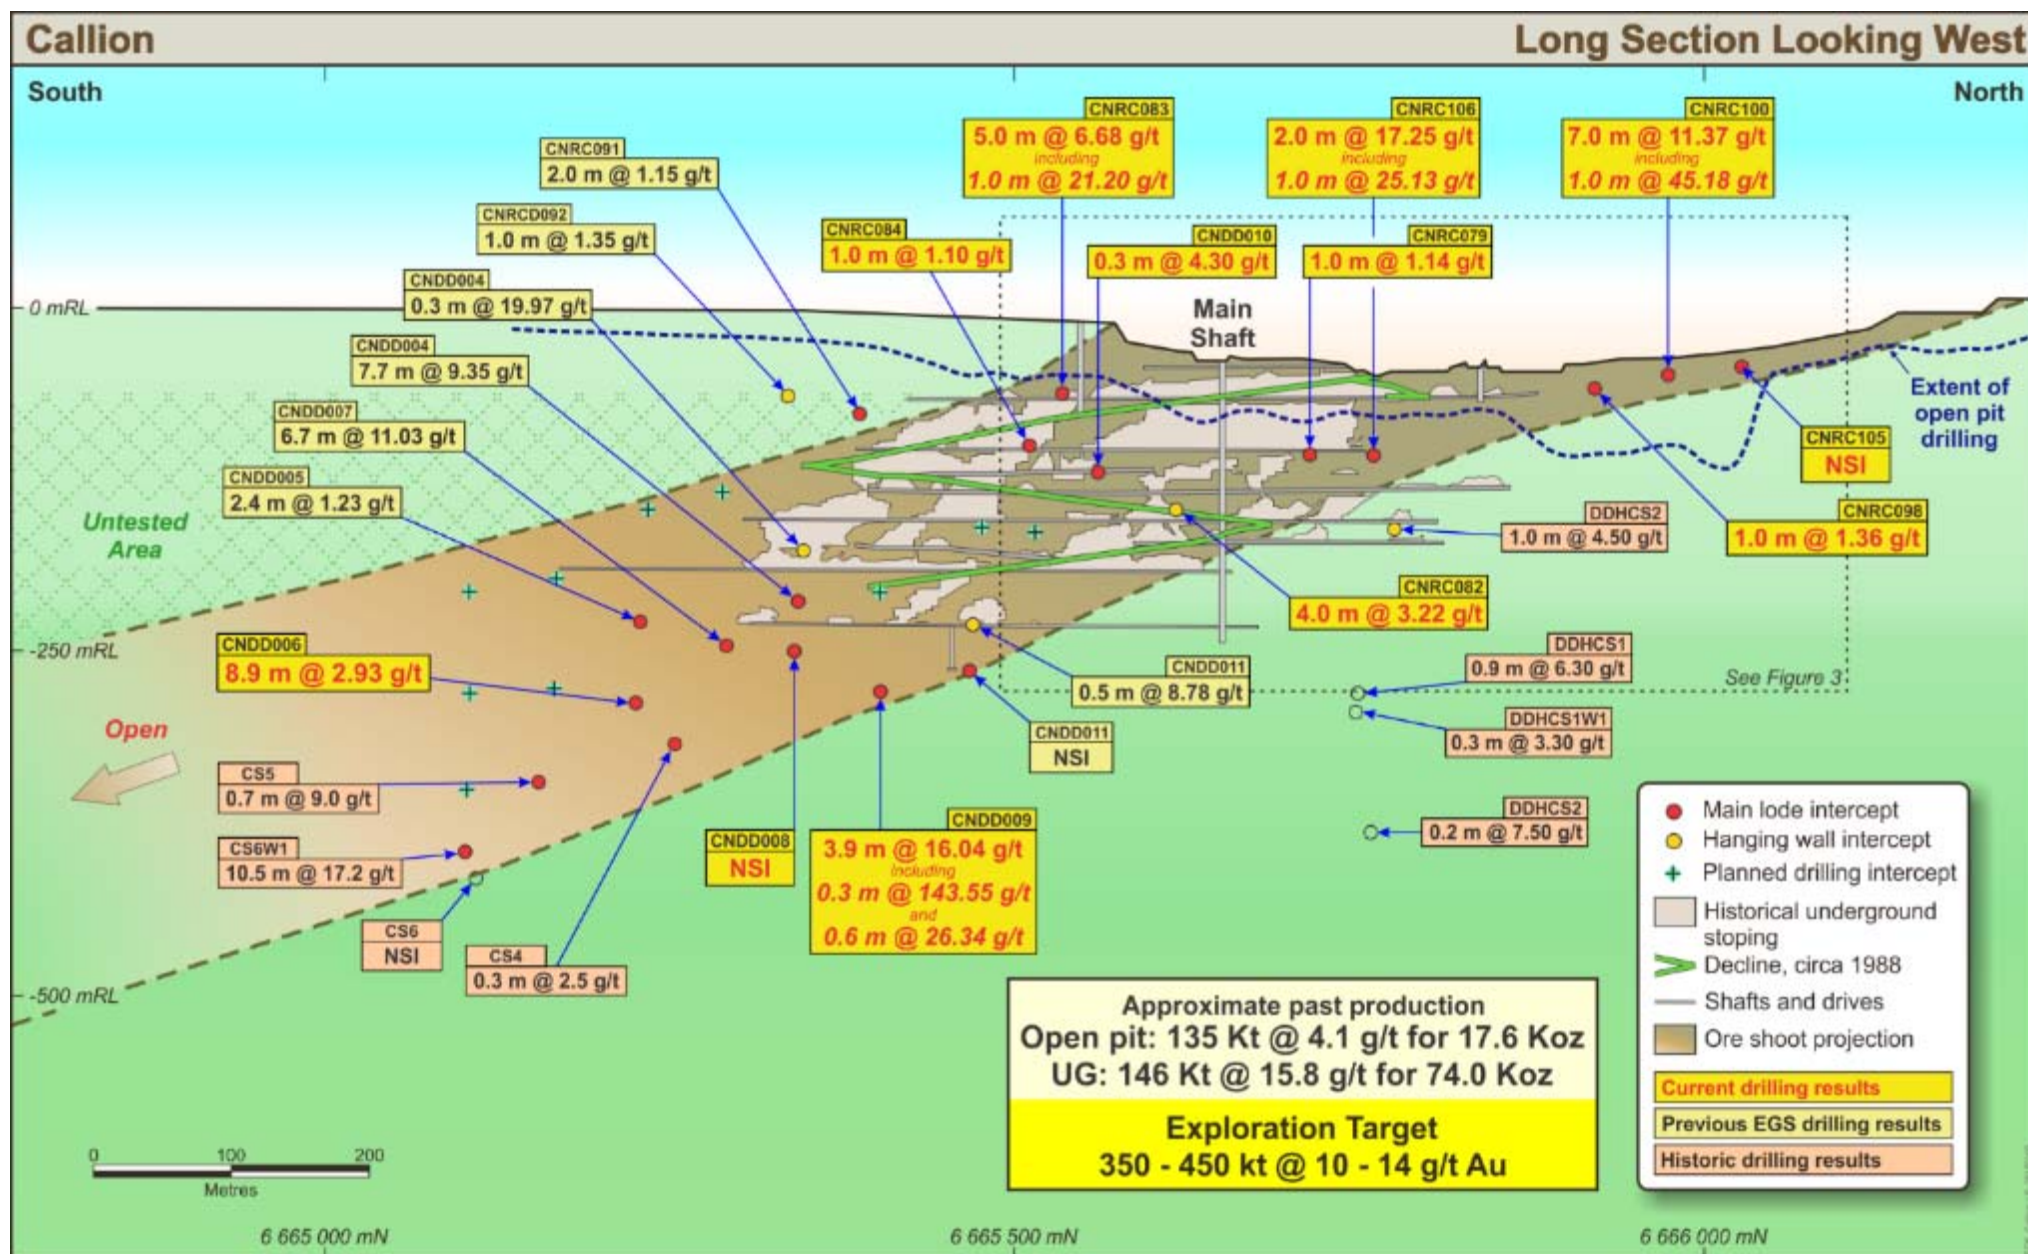 Callion
Long Section Looking West
South
North
CNRC083
5.0 m @ 6.68 g/t
including
1.0 m @ 21.20 g/t
CNRC106
2.0 m @ 17.25 g/t
including
1.0 m @ 25.13 g/t
CNRC100
7.0 m @ 11.37 g/t
including
1.0 m @ 45.18 g/t
CNRC091
2.0 m @ 1.15 g/t
CNRCD092
1.0 m @ 1.35 g/t
CNRC084
1.0 m @ 1.10 g/t
CNDD010
0.3 m @ 4.30 g/t
CNRC079
1.0 m @ 1.14 g/t
CNDD004
0.3 m @ 19.97 g/t
0 mRL
Main
Shaft
CNDD004
7.7 m @ 9.35 g/t
Extent of
open pit
drilling
CNDD007
6.7 m @ 11.03 g/t
CNRC105
NSI
CNDD005
2.4 m @ 1.23 g/t
Untested
Area
DDHCS2
1.0 m @ 4.50 g/t
CNRC098
1.0 m @ 1.36 g/t
CNRC082
4.0 m @ 3.22 g/t
-250 mRL
CNDD006
8.9 m @ 2.93 g/t
DDHCS1
0.9 m @ 6.30 g/t
CNDD011
0.5 m @ 8.78 g/t
See Figure 3
Open
CNDD011
NSI
DDHCS1W1
0.3 m @ 3.30 g/t
CS5
0.7 m @ 9.0 g/t
DDHCS2
0.2 m @ 7.50 g/t
CS6W1
10.5 m @ 17.2 g/t
CNDD008
NSI
CNDD009
3.9 m @ 16.04 g/t
including
0.3 m @ 143.55 g/t
and
0.6 m @ 26.34 g/t
CS6
NSI
CS4
0.3 m @ 2.5 g/t
-500 mRL
Main lode intercept
Hanging wall intercept
Planned drilling intercept
Historical underground
stoping
Decline, circa 1988
Shafts and drives
Ore shoot projection
Current drilling results
Previous EGS drilling results
Historic drilling results
Approximate past production
Open pit: 135 Kt @ 4.1 g/t for 17.6 Koz
UG: 146 Kt @ 15.8 g/t for 74.0 Koz
Exploration Target
350 - 450 kt @ 10 - 14 g/t Au
0 100 200
Metres
6 665 000 mN
6 665 500 mN
6 666 000 mN